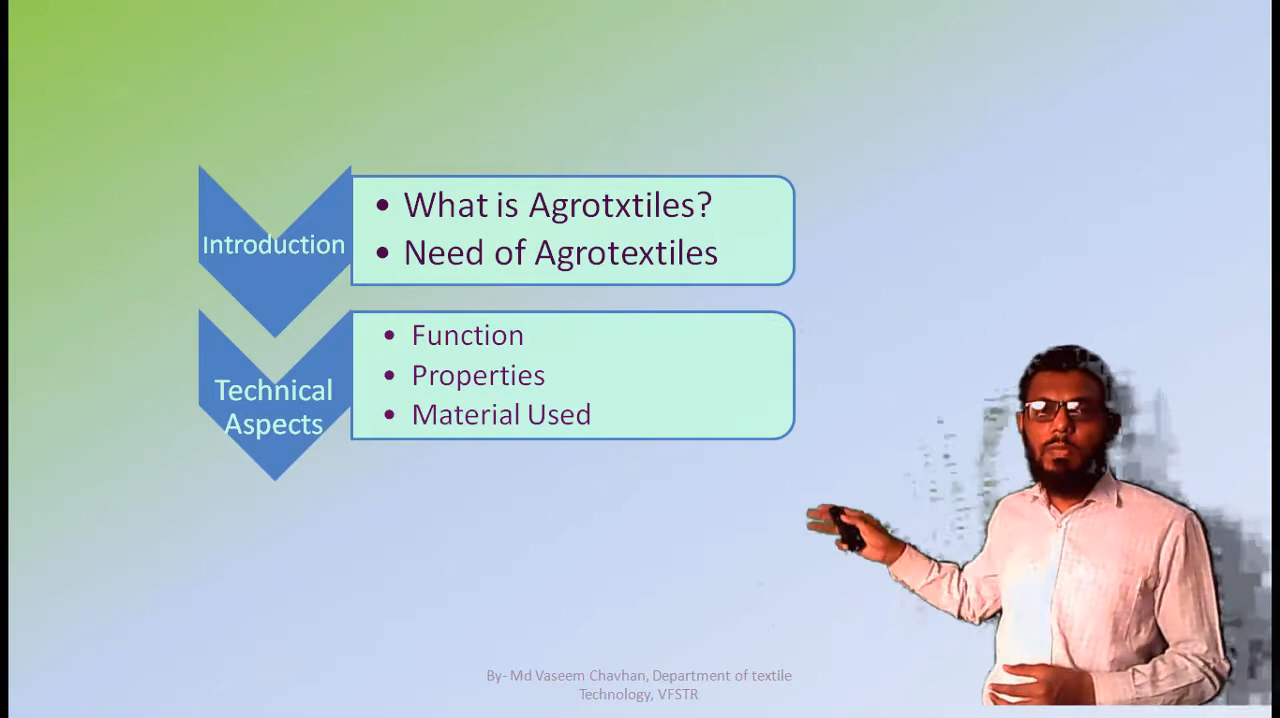 Introduction
• What is Agrotxtiles?
• Need of Agrotextiles
Technical
Aspects
• Function
• Properties
• Material Used
By- Md Vaseem Chavhan, Department of textile
Technology, VFSTR